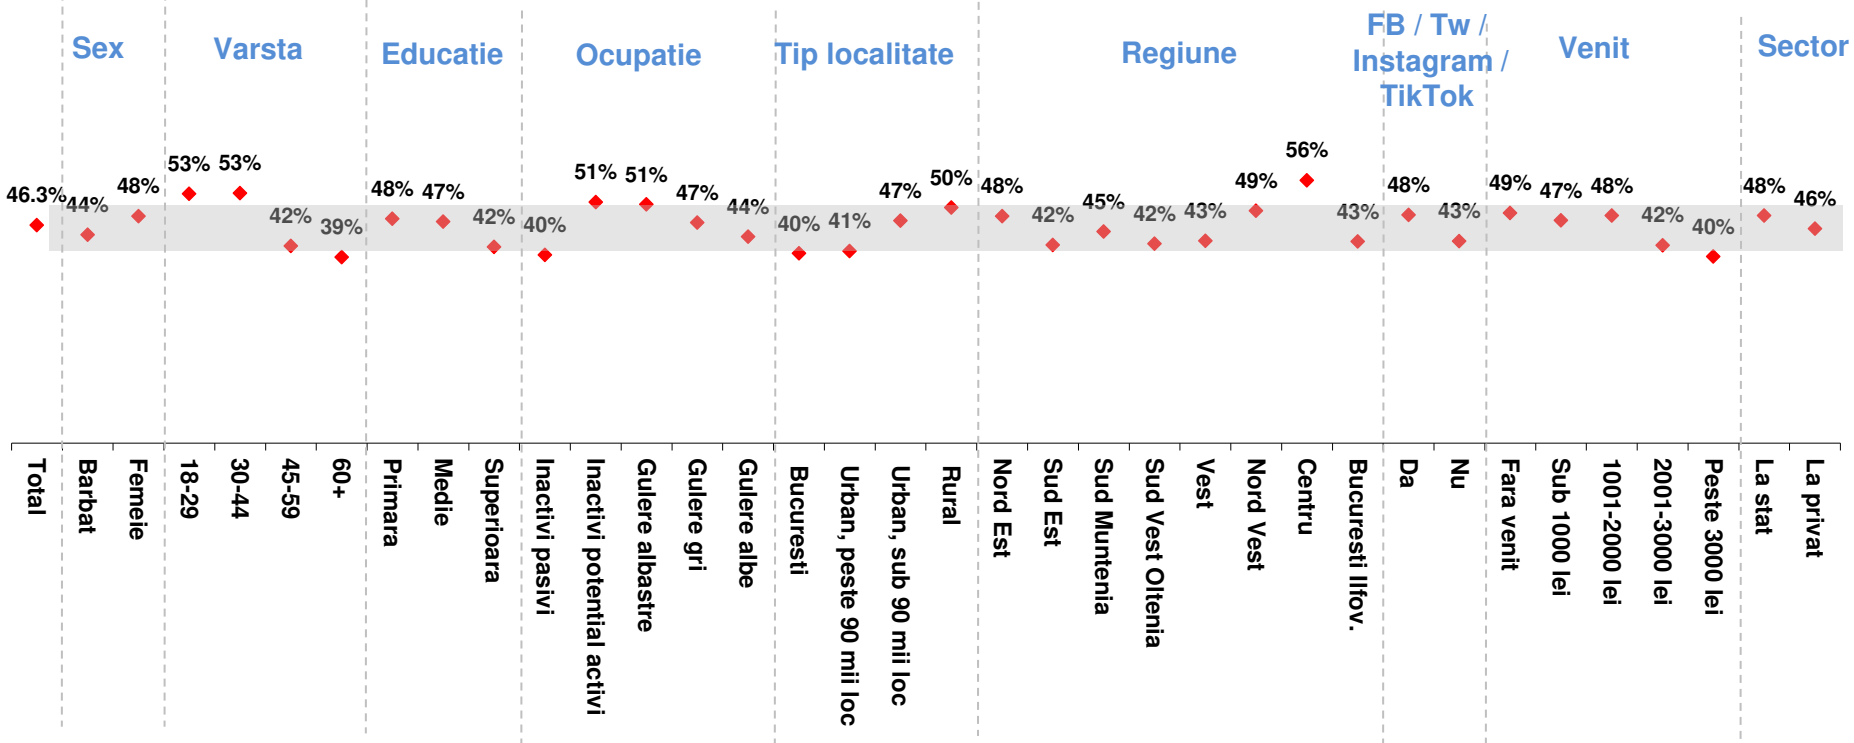 Sex
Varsta
Educatie
Ocupatie
Tip localitate
Regiune
FB / Tw /
Instagram /
TikTok
Venit
Sector
46.3%
44%
48%
53%
53%
42%
39%
48%
47%
42%
40%
51%
51%
47%
44%
40%
41%
47%
50%
48%
42%
45%
42%
43%
49%
56%
43%
48%
43%
49%
47%
48%
42%
40%
48%
46%
Total
Barbat
Femeie
18-29
30-44
45-59
60+
Primara
Medie
Superioara
Inactivi pasivi
Inactivi potential activi
Gulere albastre
Gulere gri
Gulere albe
Bucuresti
Urban, peste 90 mii loc
Urban, sub 90 mii loc
Rural
Nord Est
Sud Est
Sud Muntenia
Sud Vest Oltenia
Vest
Nord Vest
Centru
Bucuresti Ilfov.
Da
Nu
Fara venit
Sub 1000 lei
1001-2000 lei
2001-3000 lei
Peste 3000 lei
La stat
La privat